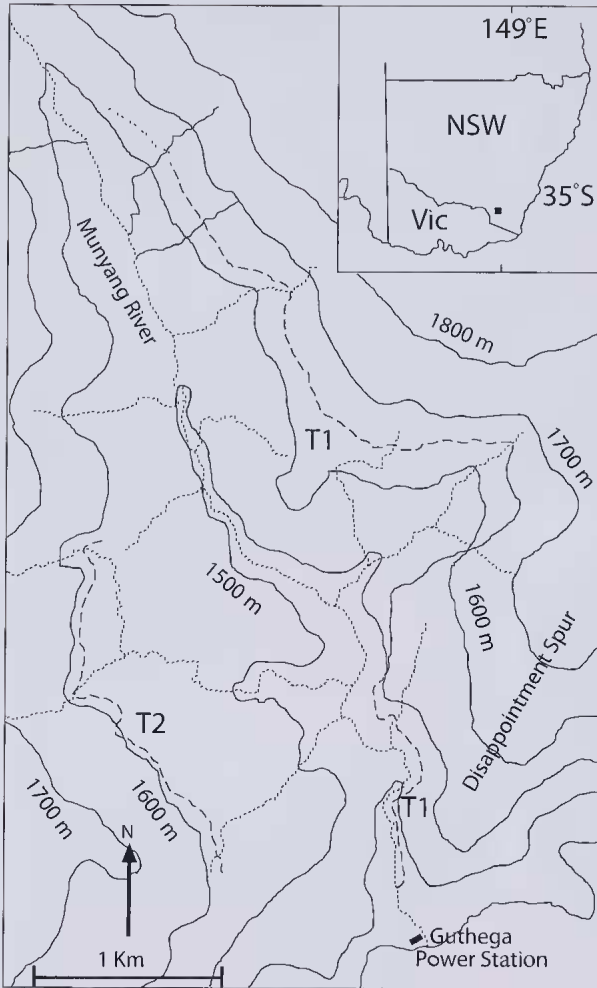 149°E
NSW
35°S
Vic
Munyang River
1800 m
T1
1700 m
1500 m
1600 m
Disappointment Spur
T2
T1
1700 m
1600 m
N
1 Km
Guthega
Power Station